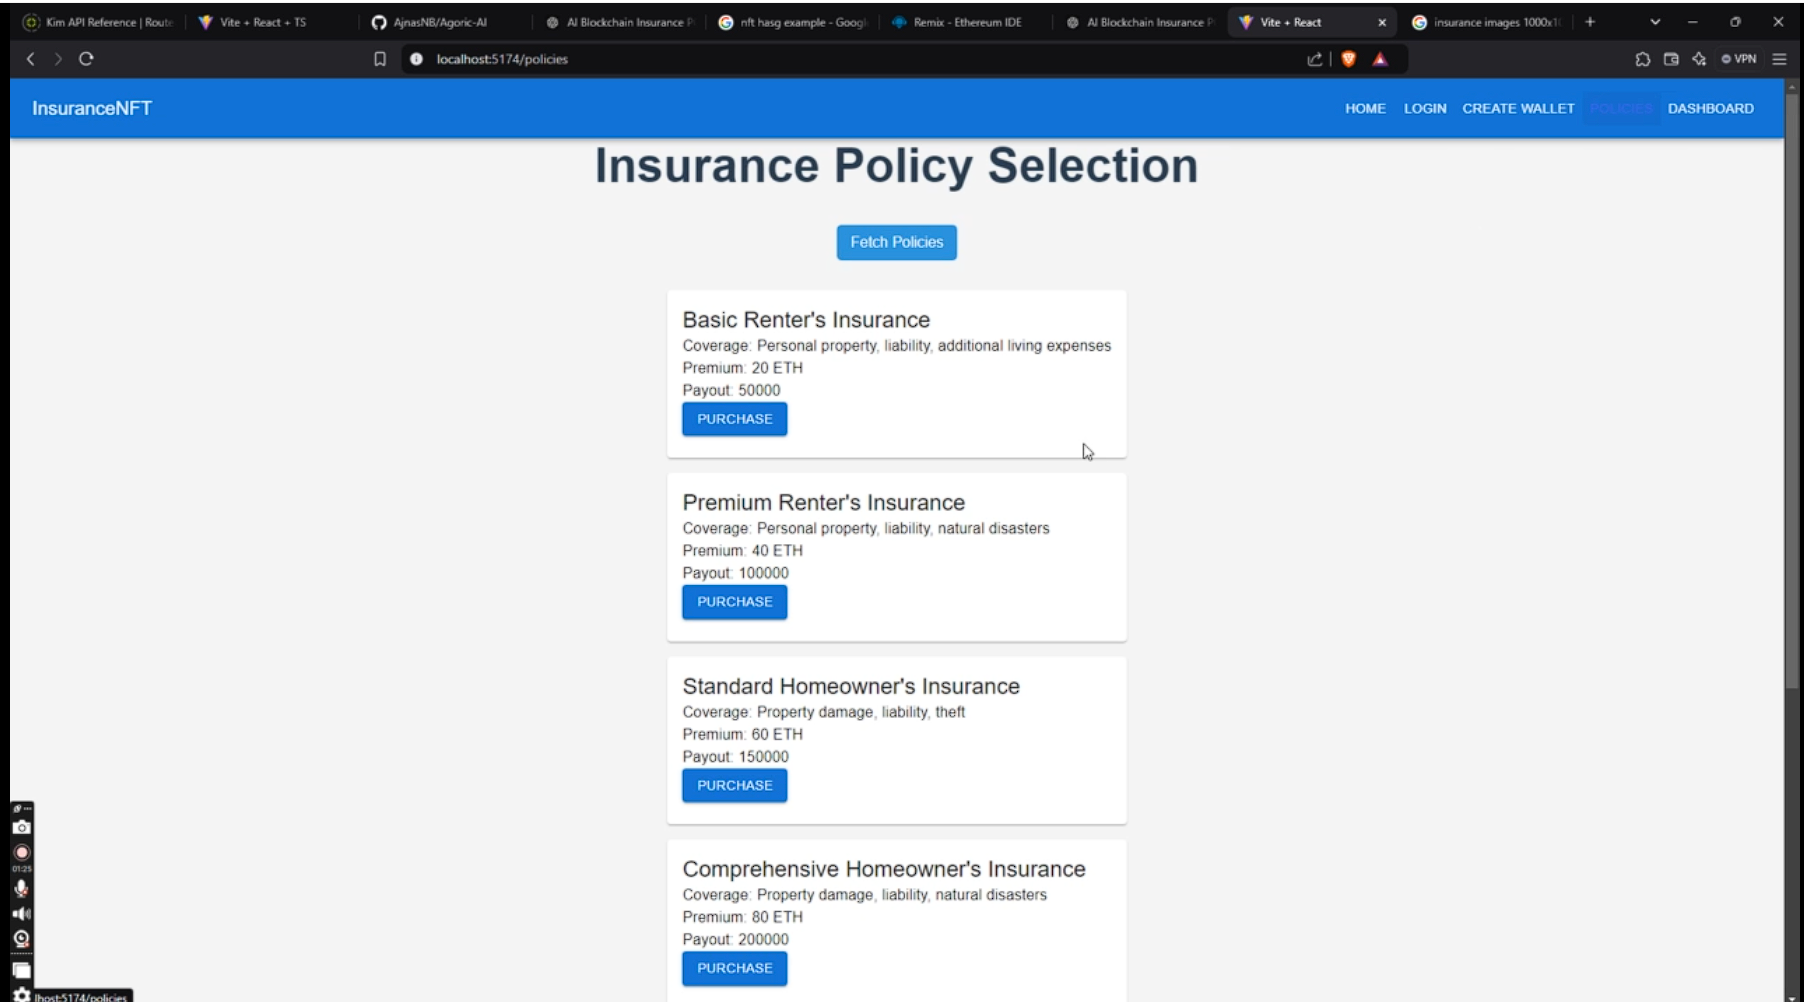 Kim API Reference | Route
Vite + React + TS
AjnasNB/Agoric-AI
AI Blockchain Insurance P
nft hasg example - Googl
Remix - Ethereum IDE
AI Blockchain Insurance P
Vite + React
insurance images 1000x1
localhost:5174/policies
VPN
InsuranceNFT
HOME
LOGIN
CREATE WALLET
POLICIES
DASHBOARD
Insurance Policy Selection
Fetch Policies
Basic Renter's Insurance
Coverage: Personal property, liability, additional living expenses
Premium: 20 ETH
Payout: 50000
PURCHASE
Premium Renter's Insurance
Coverage: Personal property, liability, natural disasters
Premium: 40 ETH
Payout: 100000
PURCHASE
Standard Homeowner's Insurance
Coverage: Property damage, liability, theft
Premium: 60 ETH
Payout: 150000
PURCHASE
Comprehensive Homeowner's Insurance
Coverage: Property damage, liability, natural disasters
Premium: 80 ETH
Payout: 200000
PURCHASE
01:25
lhost:5174/policies